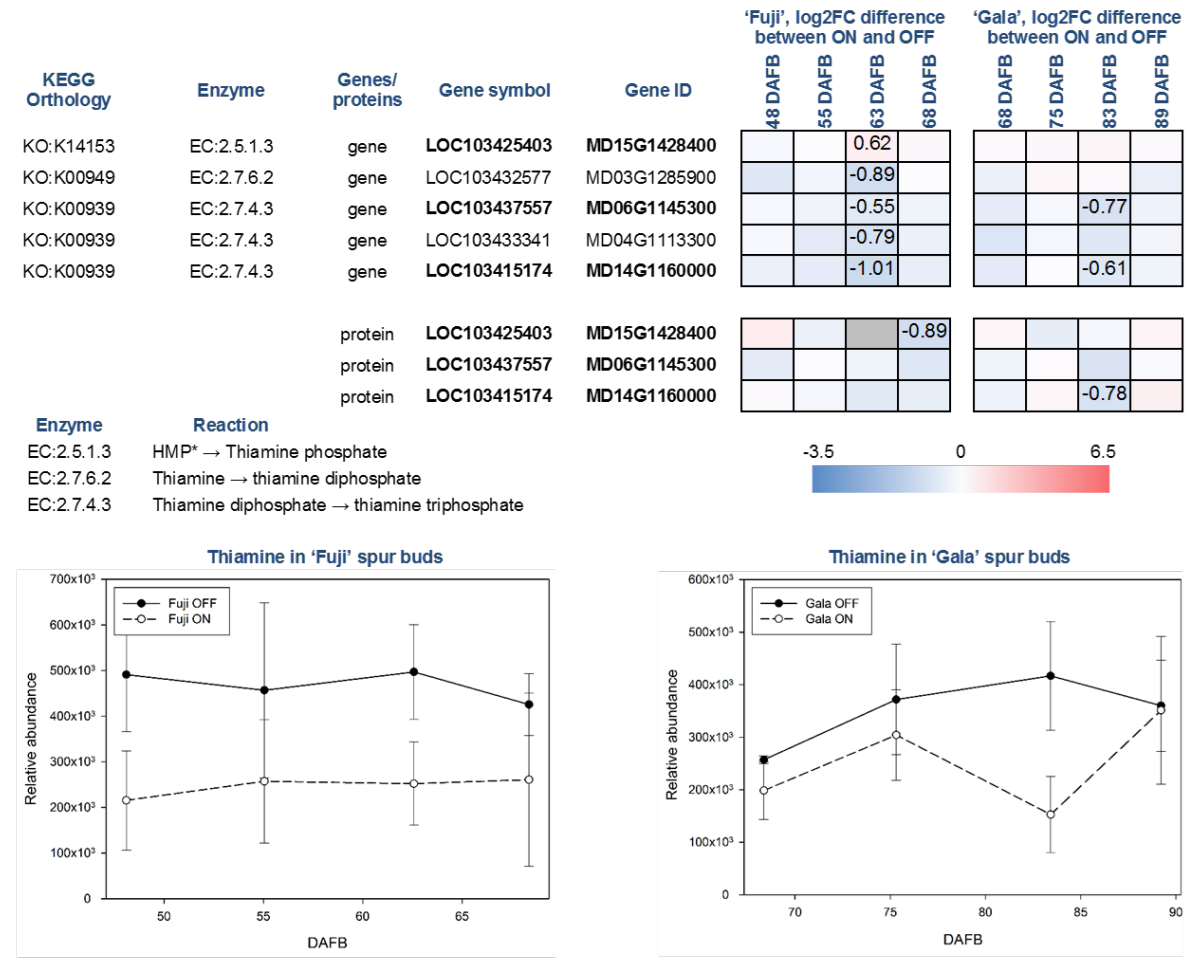 ‘Fuji’, log2FC difference between ON and OFF
‘Gala’, log2FC difference between ON and OFF
KEGG Orthology
Enzyme
Genes/ proteins
Gene symbol
Gene ID
48 DAFB
55 DAFB
63 DAFB
68 DAFB
68 DAFB
75 DAFB
83 DAFB
89 DAFB
KO:K14153 EC:2.5.1.3 gene LOC103425403 MD15G1428400 0.62
KO:K00949 EC:2.7.6.2 gene LOC103432577 MD03G1285900 -0.89
KO:K00939 EC:2.7.4.3 gene LOC103437557 MD06G1145300 -0.55 -0.77
KO:K00939 EC:2.7.4.3 gene LOC103433341 MD04G1113300 -0.79
KO:K00939 EC:2.7.4.3 gene LOC103415174 MD14G1160000 -1.01 -0.61
protein LOC103425403 MD15G1428400 -0.89
protein LOC103437557 MD06G1145300
protein LOC103415174 MD14G1160000 -0.78
Enzyme Reaction
EC:2.5.1.3 HMP* → Thiamine phosphate
EC:2.7.6.2 Thiamine → thiamine diphosphate
EC:2.7.4.3 Thiamine diphosphate → thiamine triphosphate
-3.5 0 6.5
Thiamine in ‘Fuji’ spur buds
700x10³
600x10³
500x10³
400x10³
300x10³
200x10³
100x10³
0
Relative abundance
Fuji OFF
Fuji ON
50 55 60 65
DAFB
Thiamine in ‘Gala’ spur buds
600x10³
500x10³
400x10³
300x10³
200x10³
100x10³
0
Relative abundance
Gala OFF
Gala ON
70 75 80 85 90
DAFB